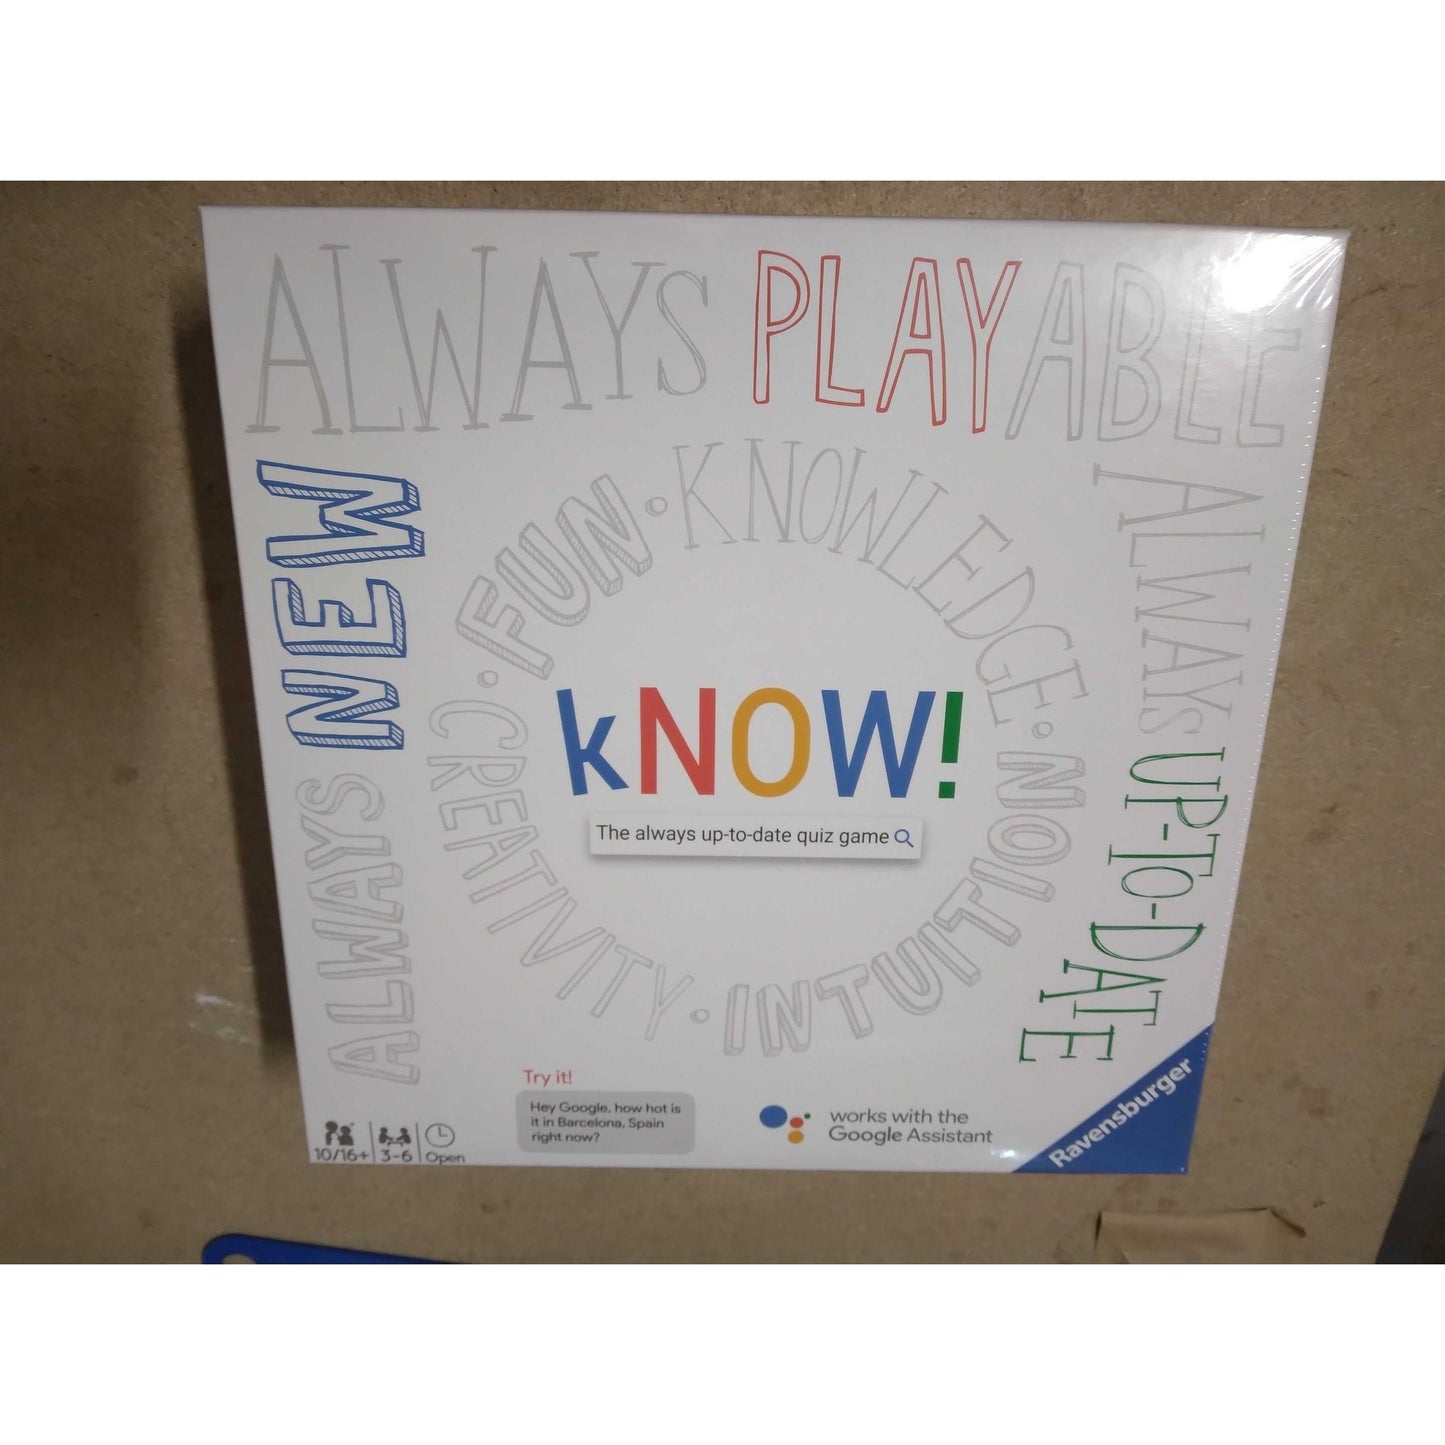 ALWAYS PLAYABLE
ALWAYS NEW
ALWAYS UP-TO-DATE
FUN • KNOWLEDGE • INTUITION • CREATIVITY •
kNOW!
The always up-to-date quiz game
Try it!
Hey Google, how hot is
it in Barcelona, Spain
right now?
works with the
Google Assistant
10/16+ 3-6 Open
Ravensburger